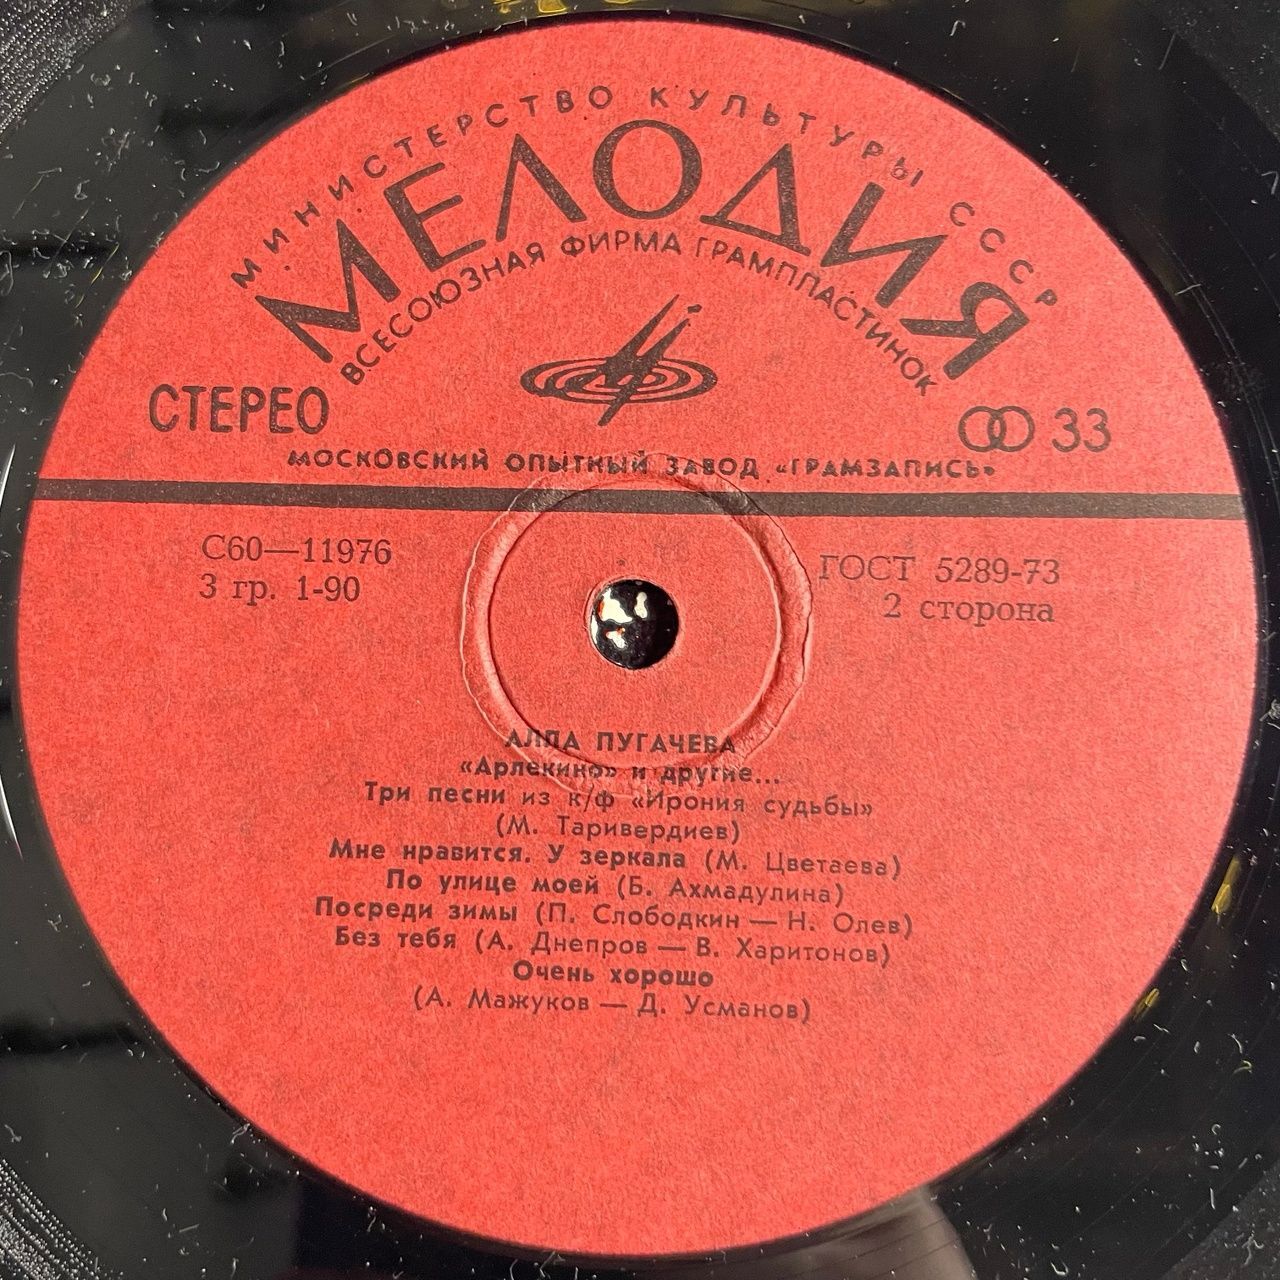 МИНИСТЕРСТВО КУЛЬТУРЫ СССР
МЕЛОДИЯ
ВСЕСОЮЗНАЯ ФИРМА ГРАМПЛАСТИНОК
СТЕРЕО
33
МОСКОВСКИЙ ОПЫТНЫЙ ЗАВОД «ГРАМЗАПИСЬ»
С60—11976
ГОСТ 5289-73
3 гр. 1-90
2 сторона
АЛЛА ПУГАЧЕВА
«Арлекино» и другие...
Три песни из к/ф «Ирония судьбы»
(М. Таривердиев)
Мне нравится. У зеркала (М. Цветаева)
По улице моей (Б. Ахмадулина)
Посреди зимы (П. Слободкин — Н. Олев)
Без тебя (А. Днепров — В. Харитонов)
Очень хорошо
(А. Мажуков — Д. Усманов)